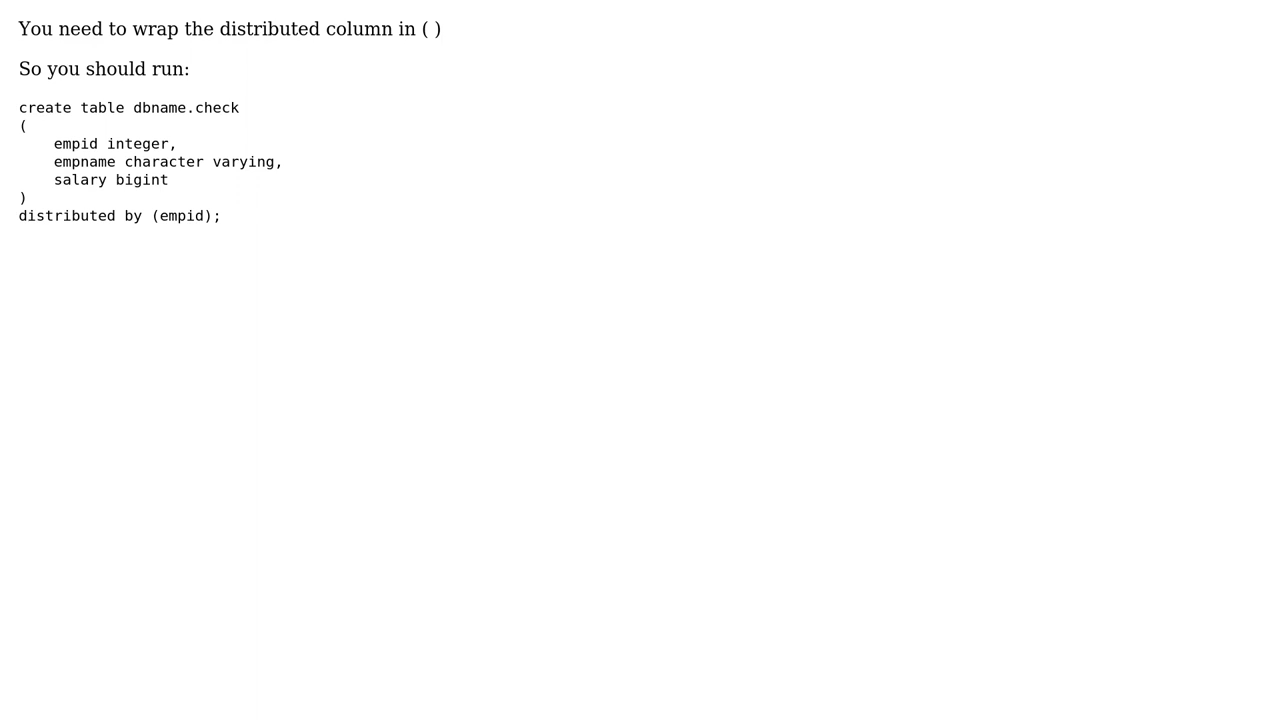 You need to wrap the distributed column in ( )
So you should run:
create table dbname.check
(
    empid integer,
    empname character varying,
    salary bigint
)
distributed by (empid);